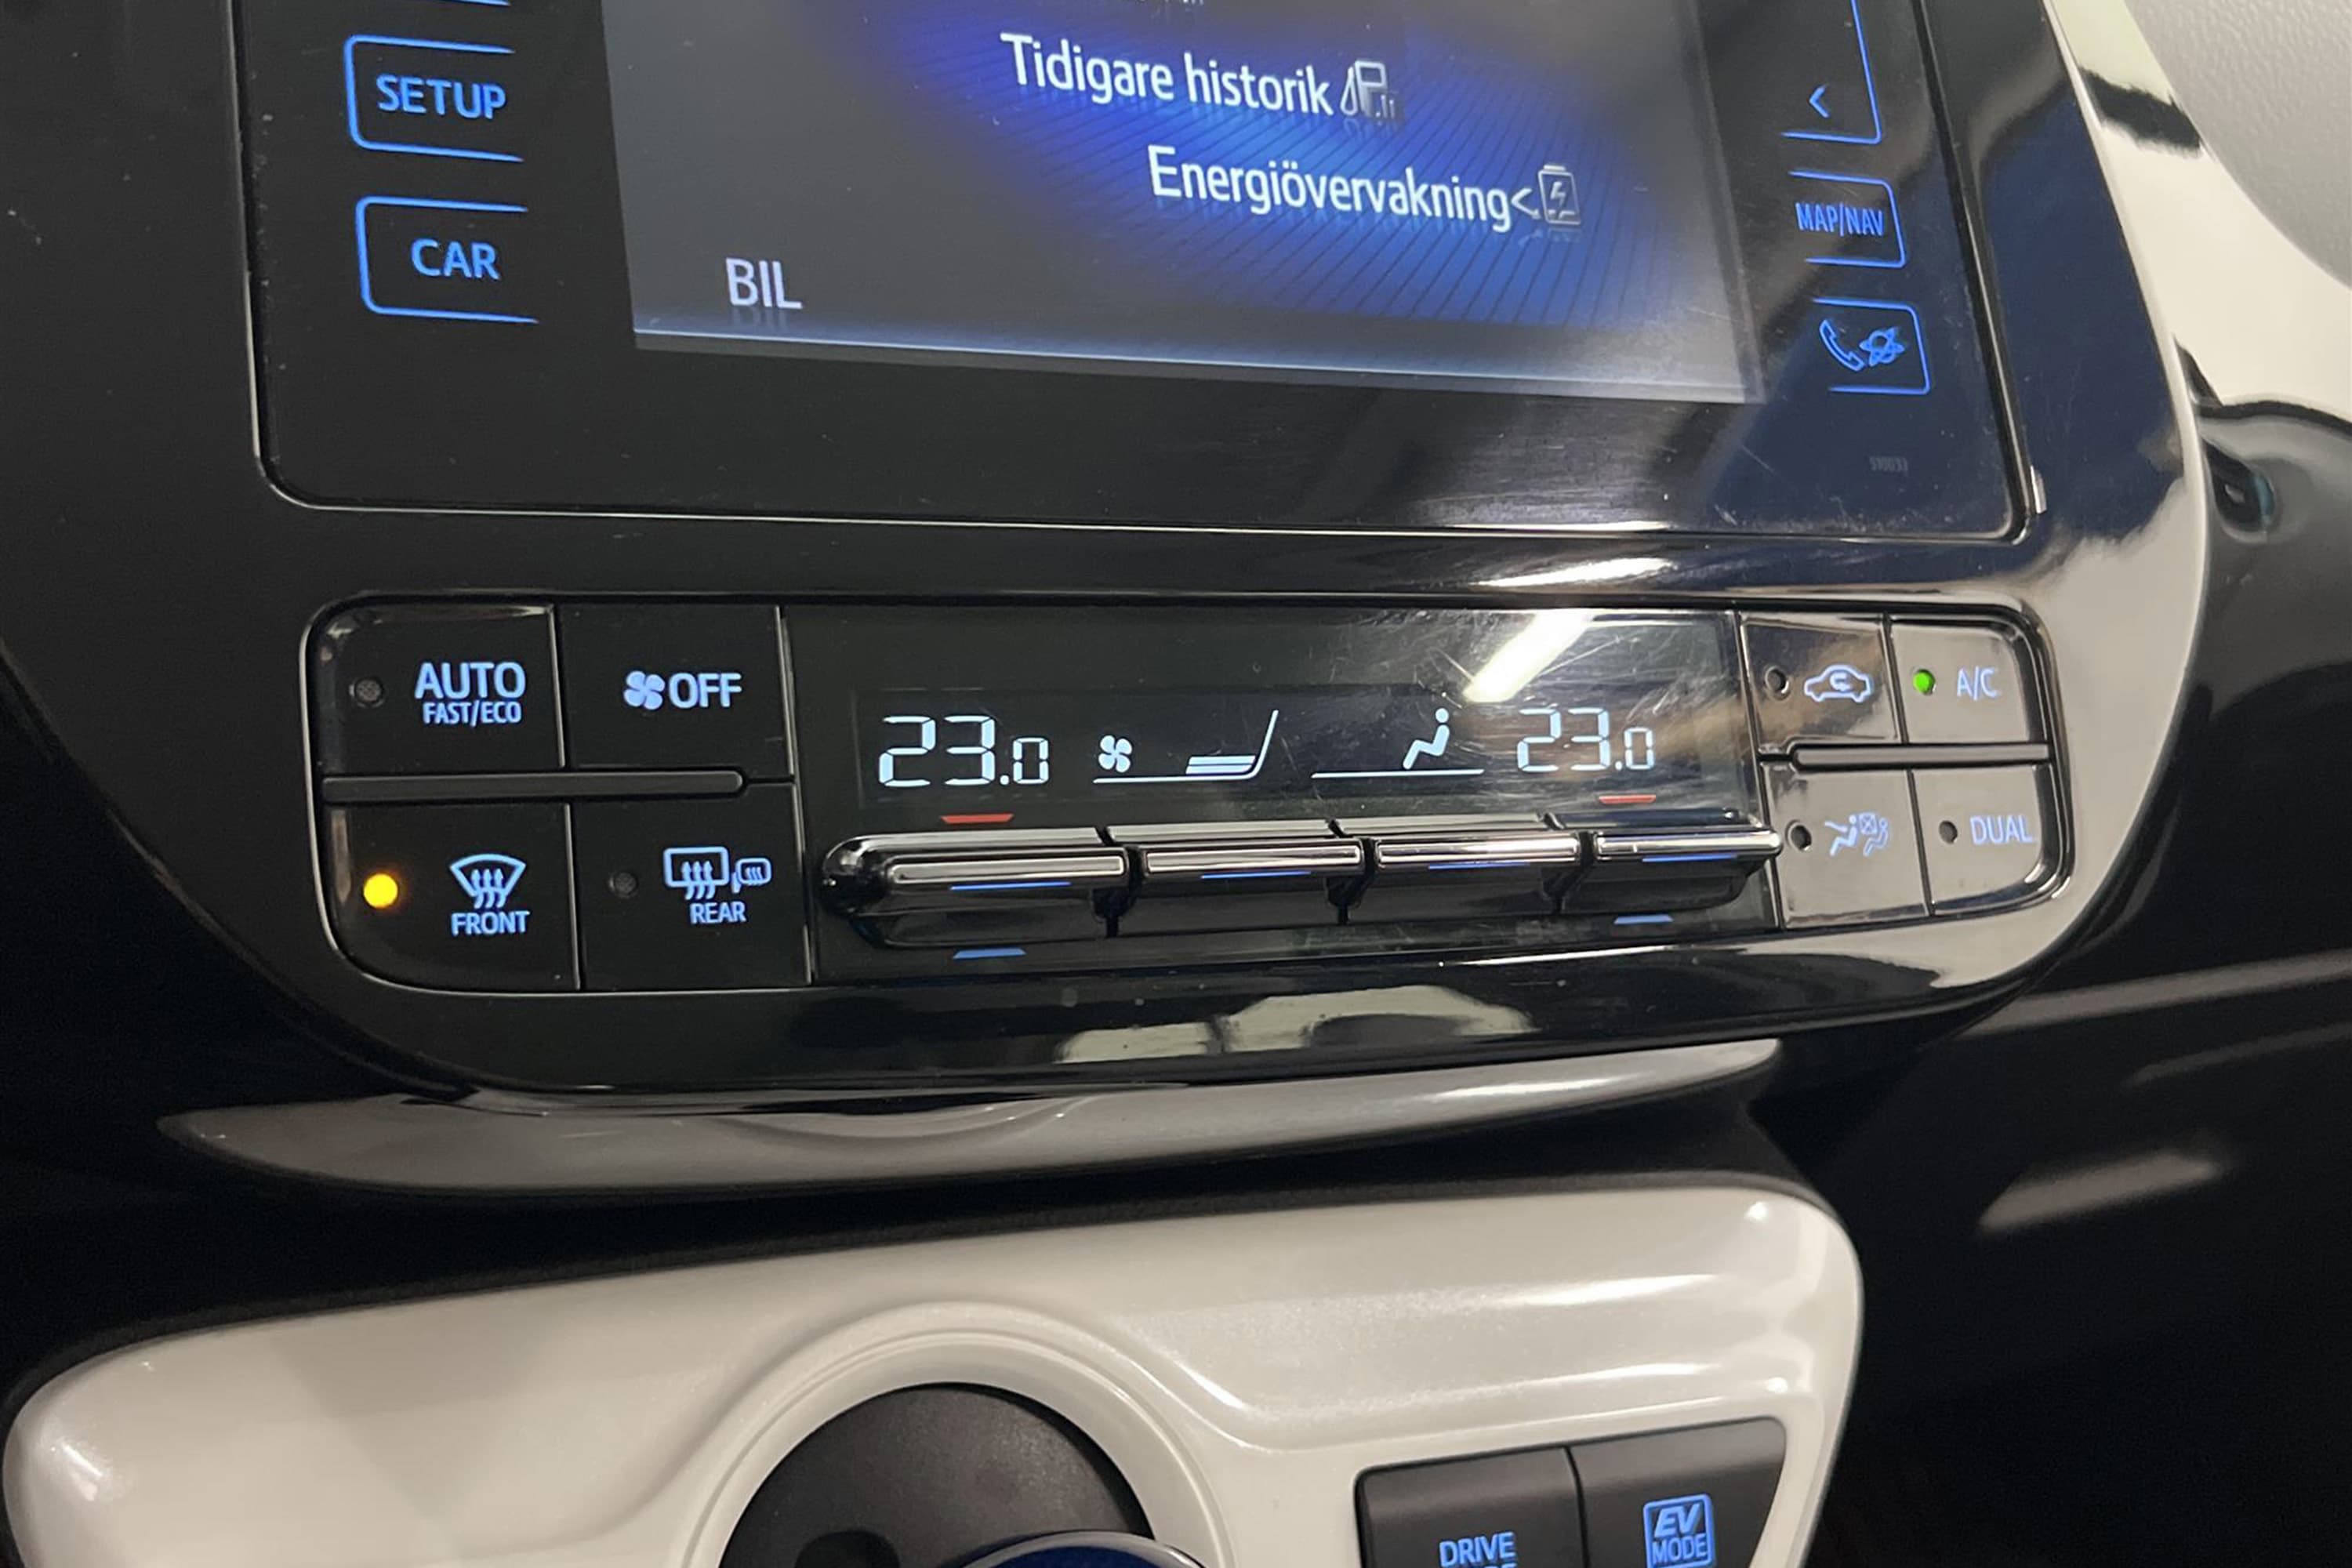 SETUP
CAR
Tidigare historik
Energiövervakning<
BIL
<
MAP/NAV
AUTO
FAST/ECO
OFF
23.0
23.0
A/C
FRONT
REAR
DUAL
DRIVE
EV
MODE